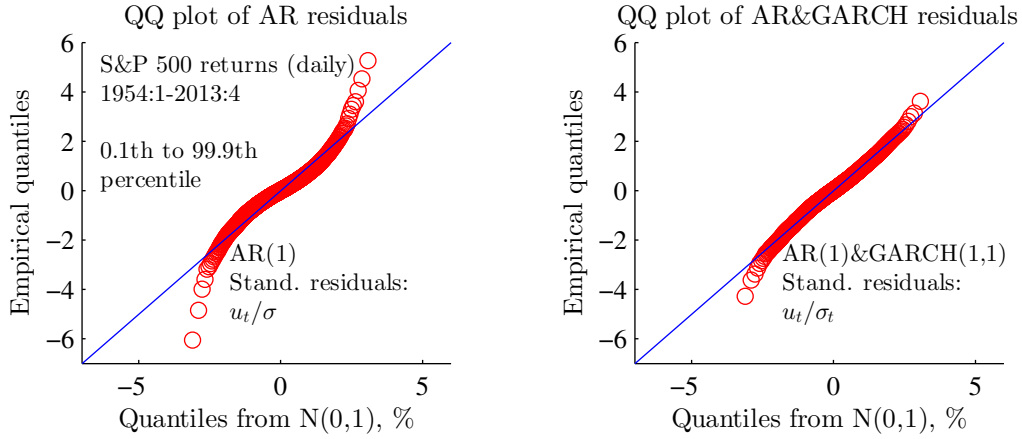 QQ plot of AR residuals
6
4
2
0
−2
−4
−6
Empirical quantiles
S&P 500 returns (daily)
1954:1-2013:4
0.1th to 99.9th
percentile
AR(1)
Stand. residuals:
u_t/σ
−5
0
5
Quantiles from N(0,1), %
QQ plot of AR&GARCH residuals
6
4
2
0
−2
−4
−6
Empirical quantiles
AR(1)&GARCH(1,1)
Stand. residuals:
u_t/σ_t
−5
0
5
Quantiles from N(0,1), %